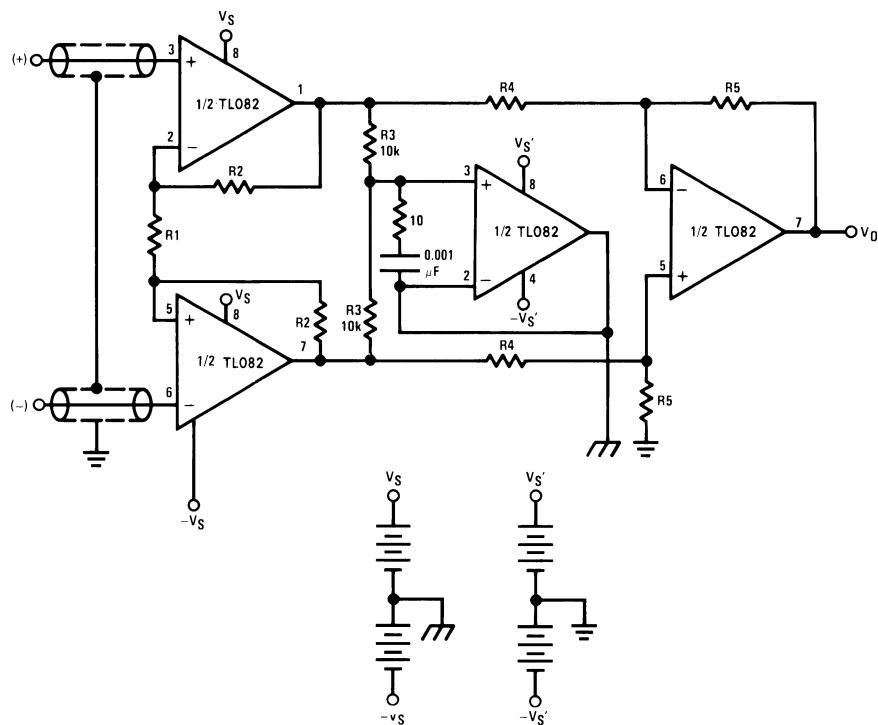 VS
(+)
3
+
8
1/2 TL082
1
2
−
R2
R1
R3
10k
R4
R5
VS'
3
+
8
10
1/2 TL082
0.001
μF
2
−
4
−VS'
6
−
1/2 TL082
7
VO
5
+
VS
5
+
8
R2
1/2 TL082
7
R3
10k
R4
R5
(−)
6
−
−VS
VS
VS'
−vS
−VS'